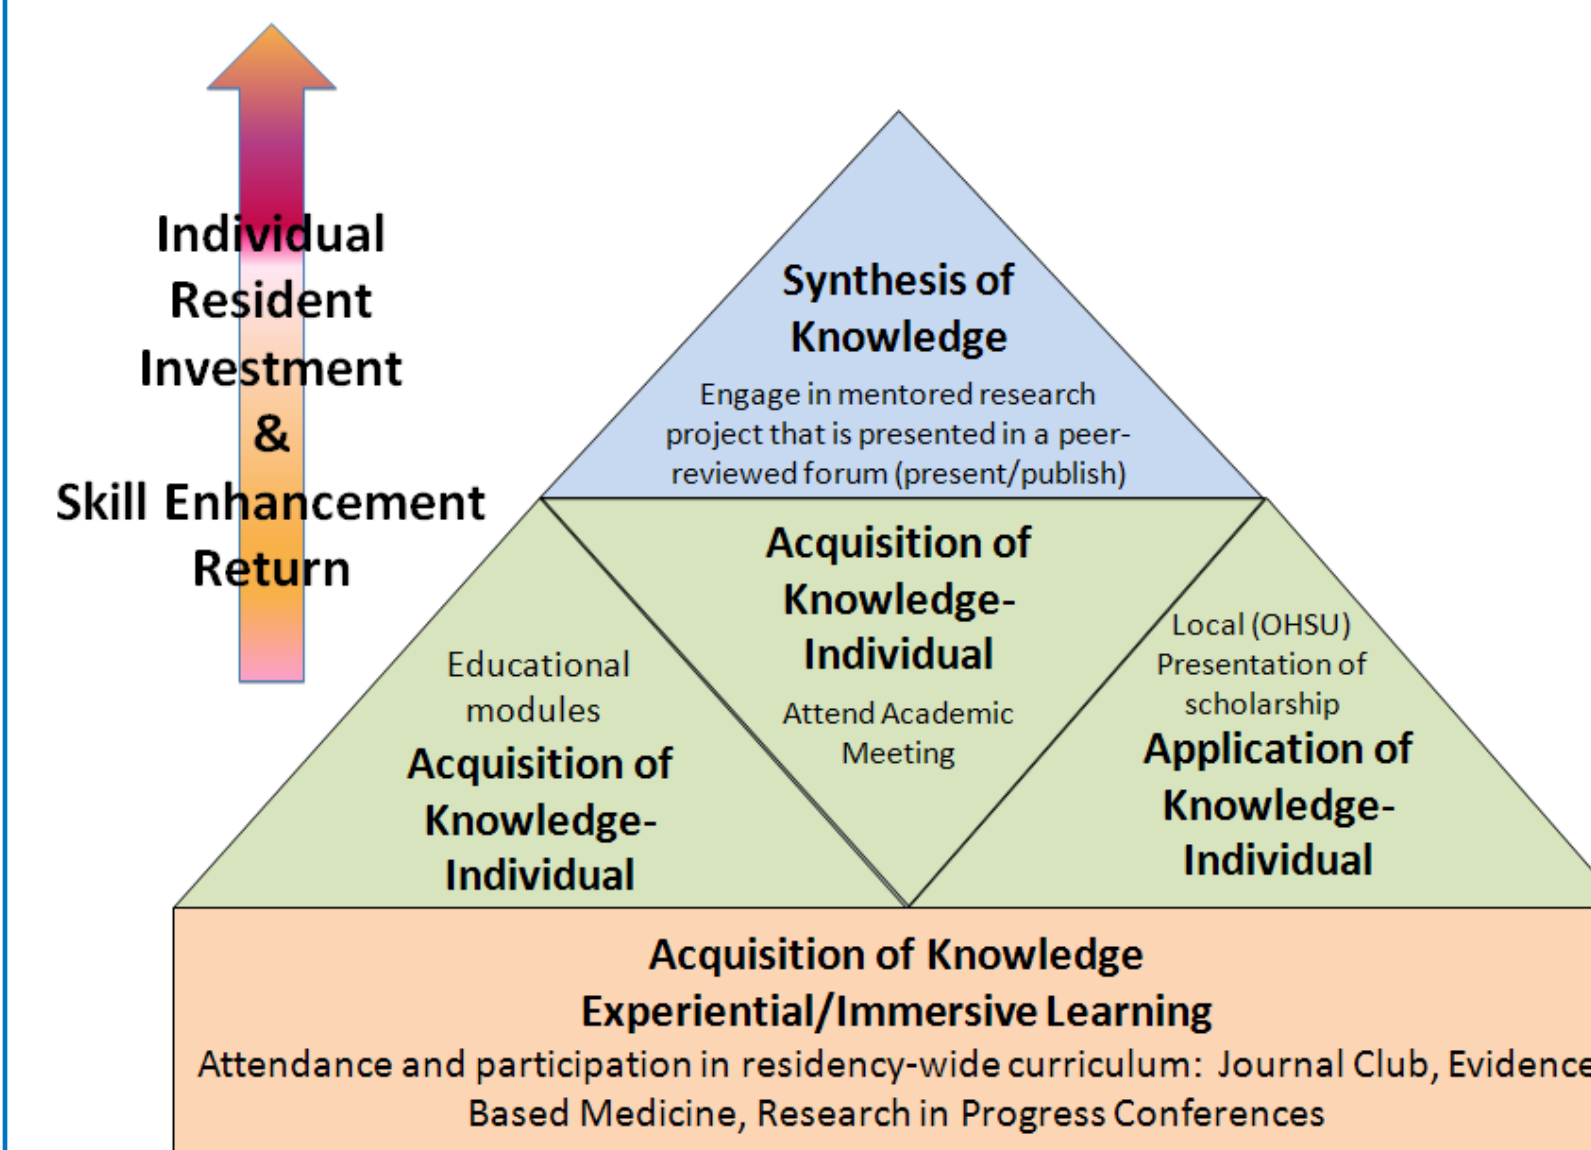 Individual
Resident
Investment
&
Skill Enhancement
Return
Synthesis of
Knowledge
Engage in mentored research
project that is presented in a peer-
reviewed forum (present/publish)
Educational
modules
Acquisition of
Knowledge-
Individual
Acquisition of
Knowledge-
Individual
Attend Academic
Meeting
Local (OHSU)
Presentation of
scholarship
Application of
Knowledge-
Individual
Acquisition of Knowledge
Experiential/Immersive Learning
Attendance and participation in residency-wide curriculum: Journal Club, Evidence
Based Medicine, Research in Progress Conferences